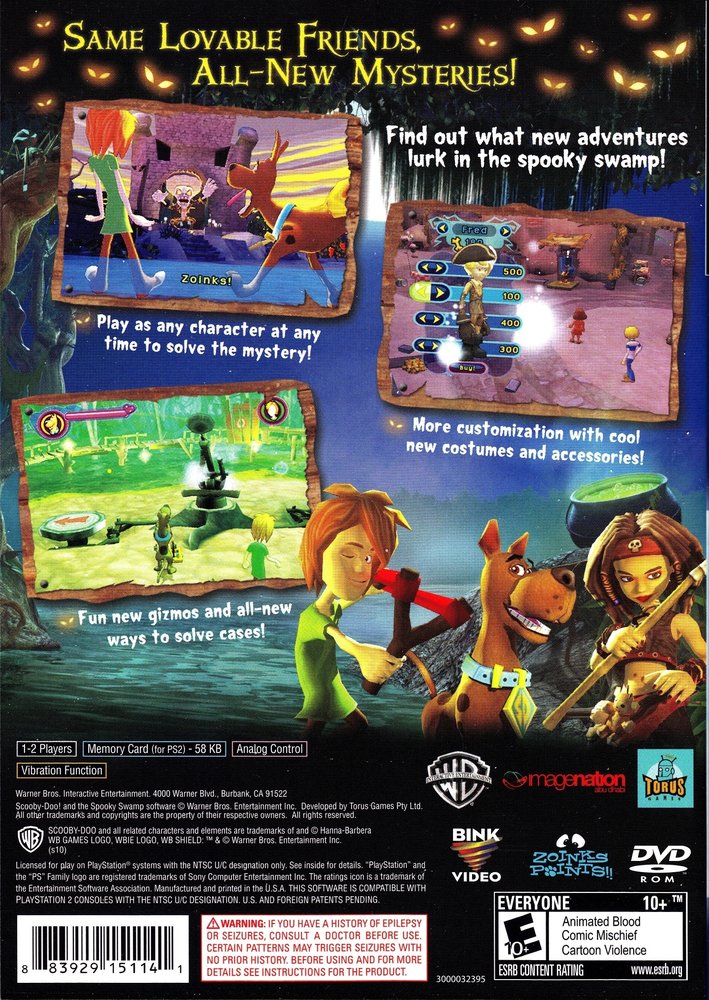 SAME LOVABLE FRIENDS,
ALL-NEW MYSTERIES!
Find out what new adventures
lurk in the spooky swamp!
Zoinks!
Fred
500
100
400
300
Buy!
Play as any character at any
time to solve the mystery!
More customization with cool
new costumes and accessories!
Fun new gizmos and all-new
ways to solve cases!
1-2 Players
Memory Card (for PS2) - 58 KB
Analog Control
Vibration Function
Warner Bros. Interactive Entertainment. 4000 Warner Blvd., Burbank, CA 91522
Scooby-Doo! and the Spooky Swamp software © Warner Bros. Entertainment Inc. Developed by Torus Games Pty Ltd.
All other trademarks and copyrights are the property of their respective owners. All rights reserved.
WB
SCOOBY-DOO and all related characters and elements are trademarks of and © Hanna-Barbera
WB GAMES LOGO, WBIE LOGO, WB SHIELD: ™ & © Warner Bros. Entertainment Inc.
(s10)
Licensed for play on PlayStation® systems with the NTSC U/C designation only. See inside for details. "PlayStation" and
the "PS" Family logo are registered trademarks of Sony Computer Entertainment Inc. The ratings icon is a trademark of
the Entertainment Software Association. Manufactured and printed in the U.S.A. THIS SOFTWARE IS COMPATIBLE WITH
PLAYSTATION 2 CONSOLES WITH THE NTSC U/C DESIGNATION. U.S. AND FOREIGN PATENTS PENDING.
WB
INTERACTIVE ENTERTAINMENT
imagenation
abu dhabi
TORUS
GAMES
BINK
VIDEO
ZOINKS
POINTS!!
DVD
ROM
8 83929 15114 1
WARNING: IF YOU HAVE A HISTORY OF EPILEPSY
OR SEIZURES, CONSULT A DOCTOR BEFORE USE.
CERTAIN PATTERNS MAY TRIGGER SEIZURES WITH
NO PRIOR HISTORY. BEFORE USING AND FOR MORE
DETAILS SEE INSTRUCTIONS FOR THE PRODUCT.
3000032395
EVERYONE 10+ ™
E
10+
Animated Blood
Comic Mischief
Cartoon Violence
ESRB CONTENT RATING www.esrb.org